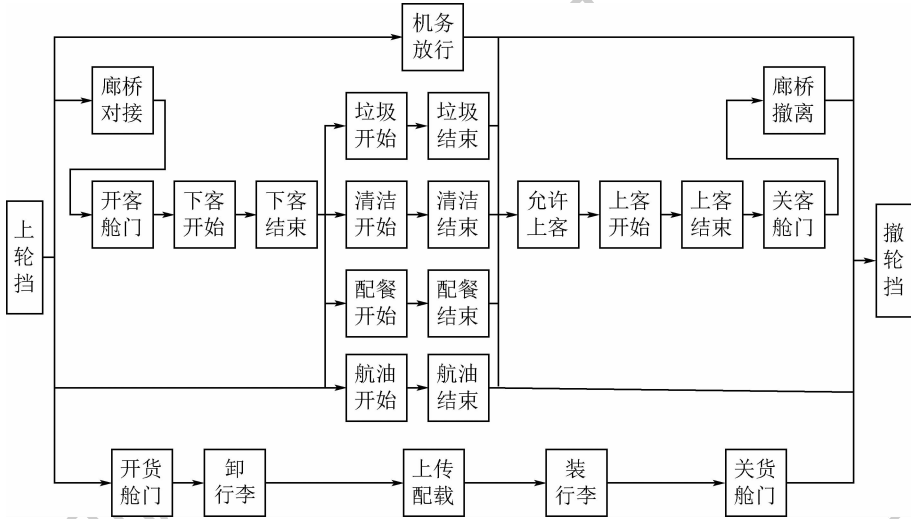 机务
放行
廊桥
对接
廊桥
撤离
垃圾
开始
垃圾
结束
上
轮
挡
开客
舱门
下客
开始
下客
结束
清洁
开始
清洁
结束
允许
上客
上客
开始
上客
结束
关客
舱门
撤
轮
挡
配餐
开始
配餐
结束
航油
开始
航油
结束
开货
舱门
卸
行李
上传
配载
装
行李
关货
舱门